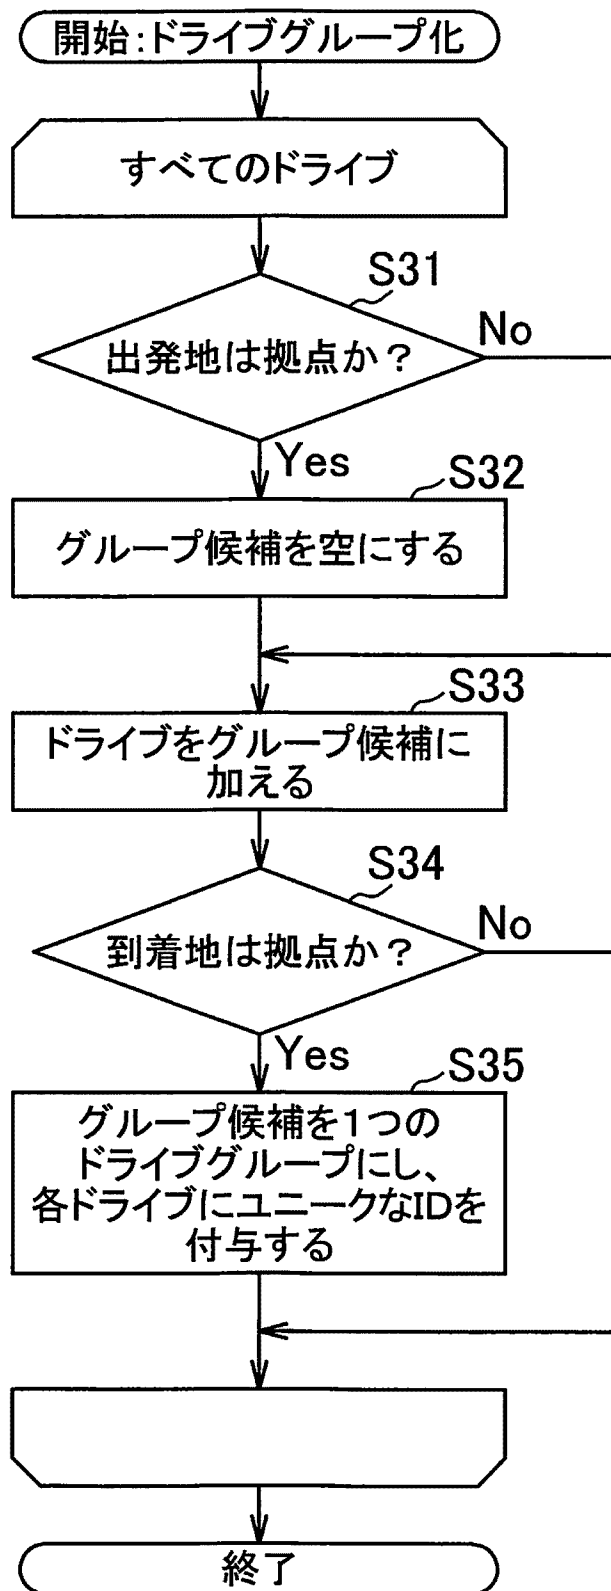 開始：ドライブグループ化
すべてのドライブ
S31
出発地は拠点か？
No
Yes
S32
グループ候補を空にする
S33
ドライブをグループ候補に
加える
S34
到着地は拠点か？
No
Yes
S35
グループ候補を１つの
ドライブグループにし、
各ドライブにユニークなIDを
付与する
終了